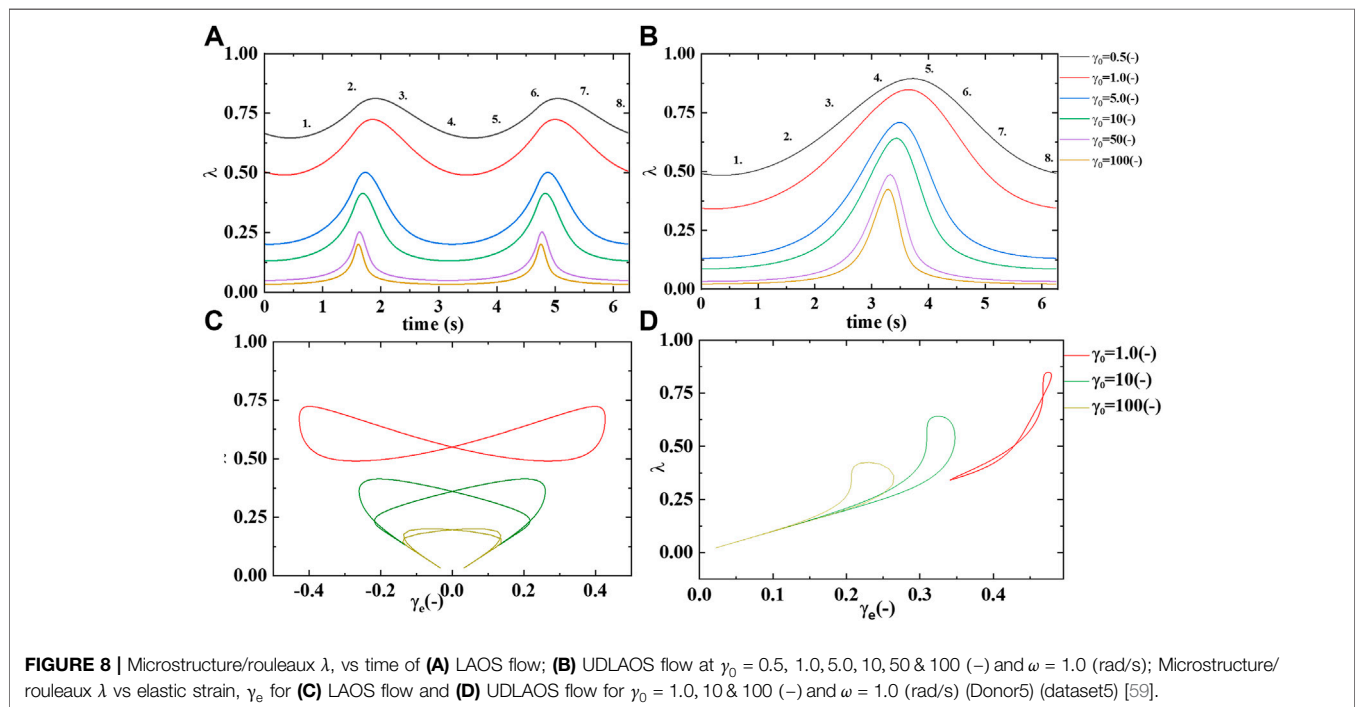 A
1.00
0.75
0.50
0.25
0.00
λ
1.
2.
3.
4.
5.
6.
7.
8.
0 1 2 3 4 5 6
time (s)
B
1.00
0.75
0.50
0.25
0.00
λ
1.
2.
3.
4.
5.
6.
7.
8.
0 1 2 3 4 5 6
time (s)
γ₀=0.5(-)
γ₀=1.0(-)
γ₀=5.0(-)
γ₀=10(-)
γ₀=50(-)
γ₀=100(-)
C
1.00
0.75
0.50
0.25
0.00
-0.4 -0.2 0.0 0.2 0.4
γₑ(-)
D
1.00
0.75
0.50
0.25
0.00
λ
0.0 0.1 0.2 0.3 0.4
γₑ(-)
γ₀=1.0(-)
γ₀=10(-)
γ₀=100(-)
FIGURE 8 | Microstructure/rouleaux λ, vs time of (A) LAOS flow; (B) UDLAOS flow at γ₀ = 0.5, 1.0, 5.0, 10, 50 & 100 (−) and ω = 1.0 (rad/s); Microstructure/
rouleaux λ vs elastic strain, γₑ for (C) LAOS flow and (D) UDLAOS flow for γ₀ = 1.0, 10 & 100 (−) and ω = 1.0 (rad/s) (Donor5) (dataset5) [59].